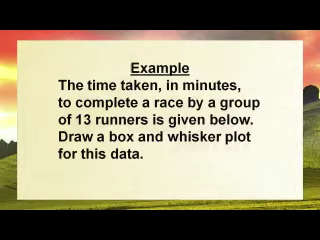 Example
The time taken, in minutes,
to complete a race by a group
of 13 runners is given below.
Draw a box and whisker plot
for this data.